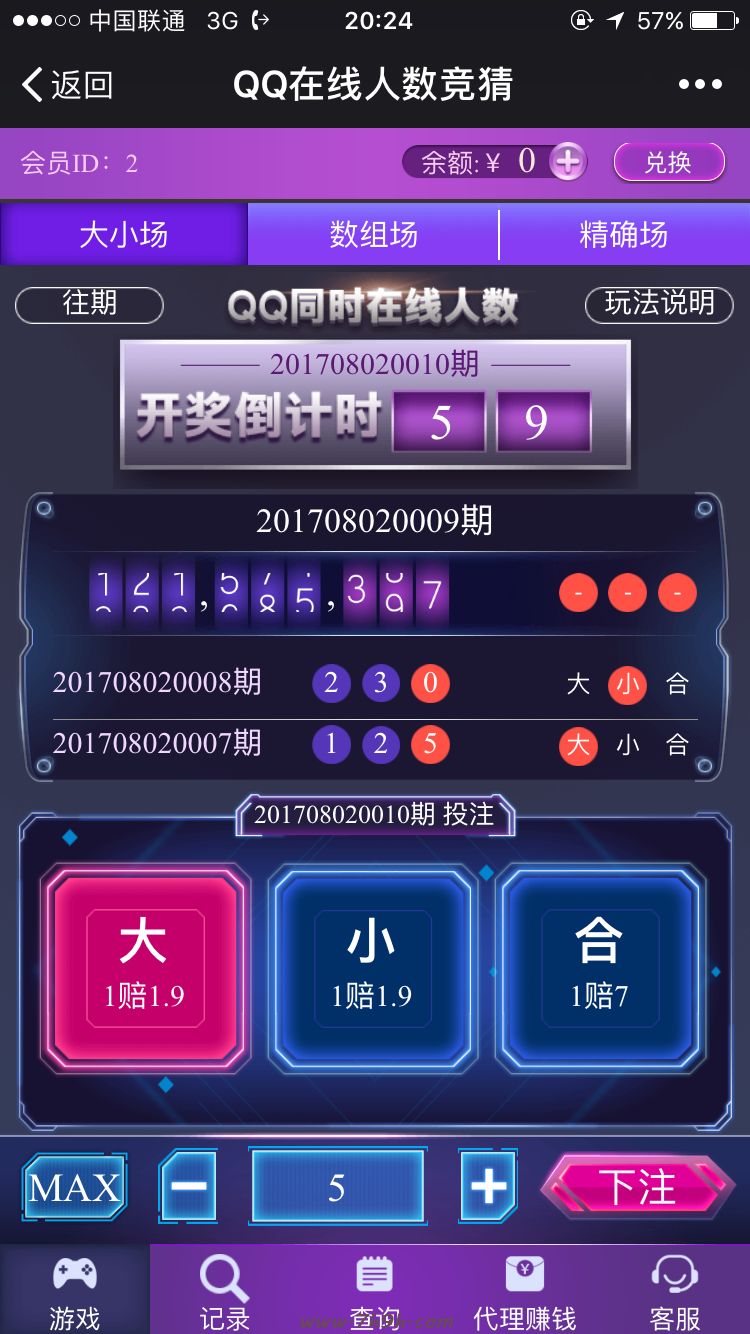 中国联通 3G 20:24 57%
返回 QQ在线人数竞猜
会员ID: 2 余额:¥ 0 兑换
大小场 数组场 精确场
往期 QQ同时在线人数 玩法说明
201708020010期
开奖倒计时 5 9
201708020009期
- - -
201708020008期 2 3 0 大 小 合
201708020007期 1 2 5 大 小 合
201708020010期 投注
大 小 合
1赔1.9 1赔1.9 1赔7
MAX 5 下注
游戏 记录 查询 代理赚钱 客服